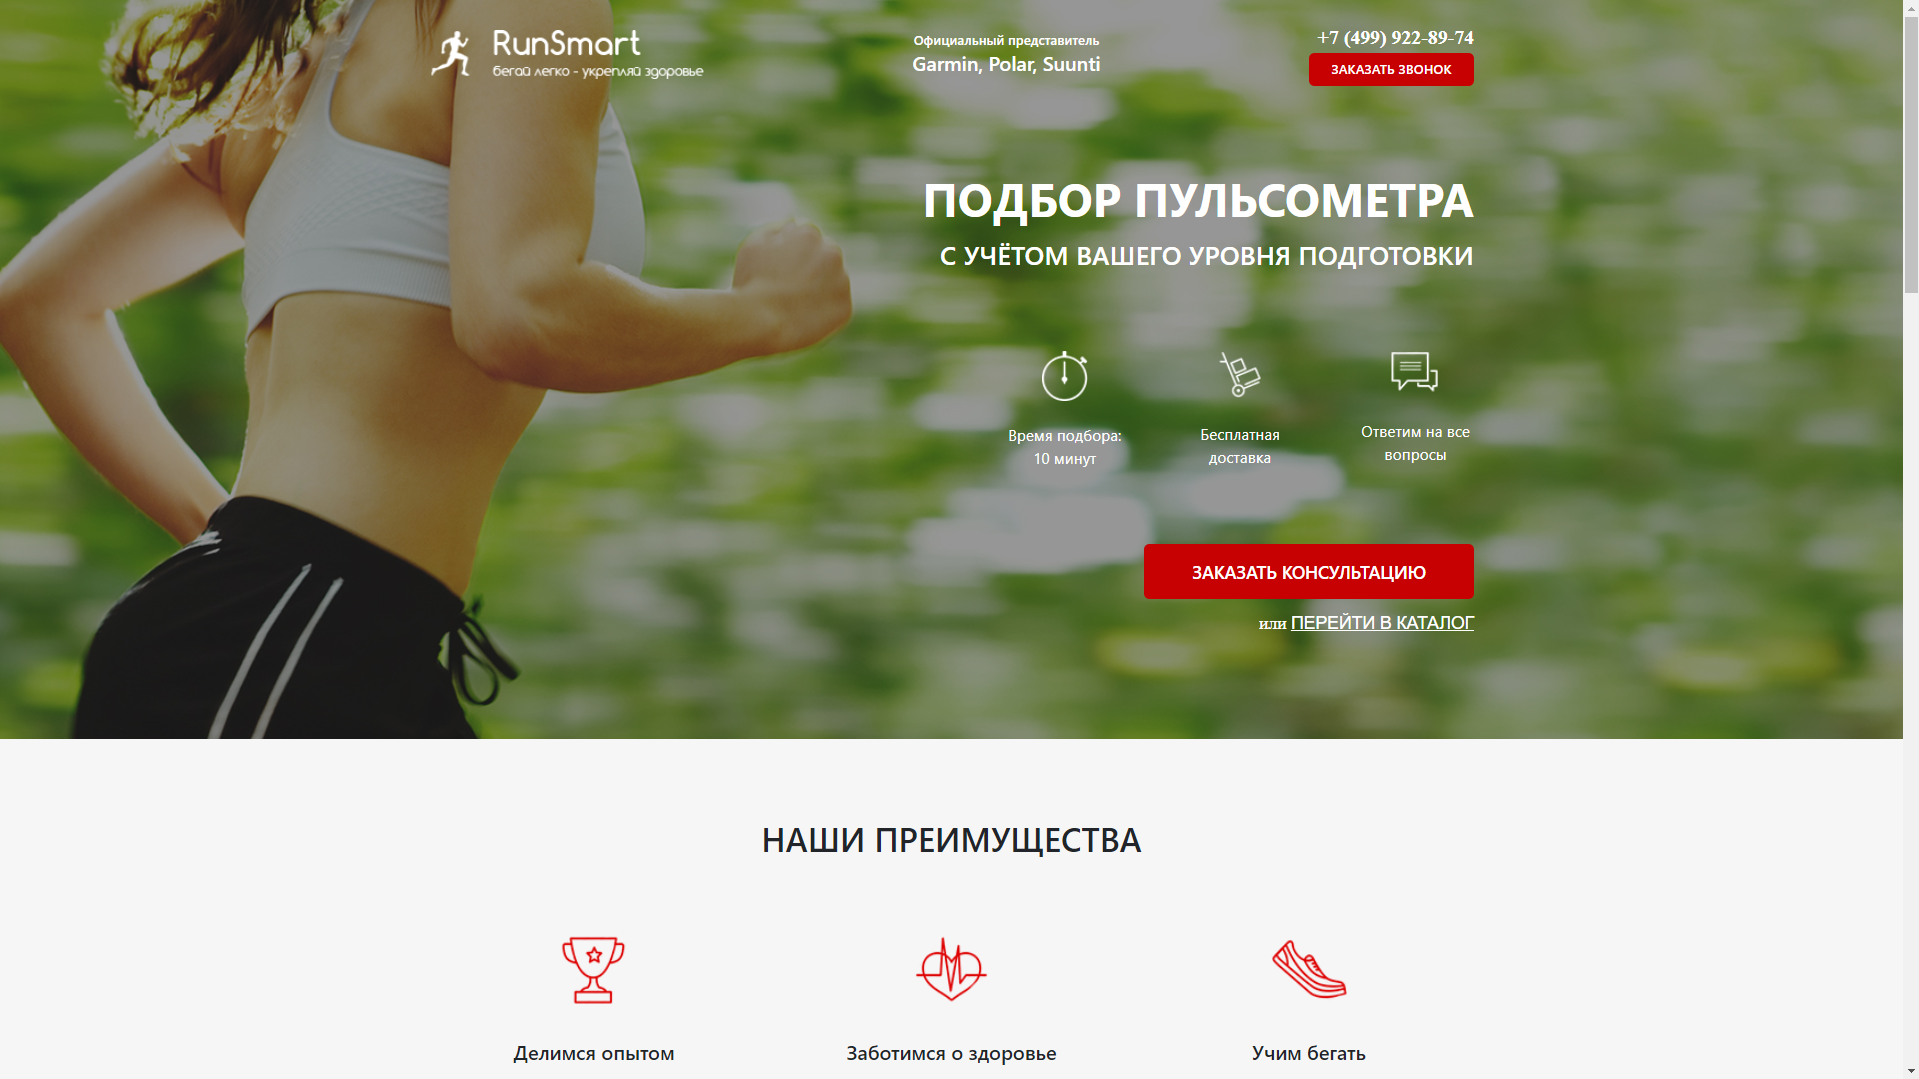 RunSmart
бегай легко - укрепляй здоровье
Официальный представитель
Garmin, Polar, Suunti
+7 (499) 922-89-74
ЗАКАЗАТЬ ЗВОНОК
ПОДБОР ПУЛЬСОМЕТРА
С УЧЁТОМ ВАШЕГО УРОВНЯ ПОДГОТОВКИ
Время подбора:
10 минут
Бесплатная
доставка
Ответим на все
вопросы
ЗАКАЗАТЬ КОНСУЛЬТАЦИЮ
или ПЕРЕЙТИ В КАТАЛОГ
НАШИ ПРЕИМУЩЕСТВА
Делимся опытом
Заботимся о здоровье
Учим бегать